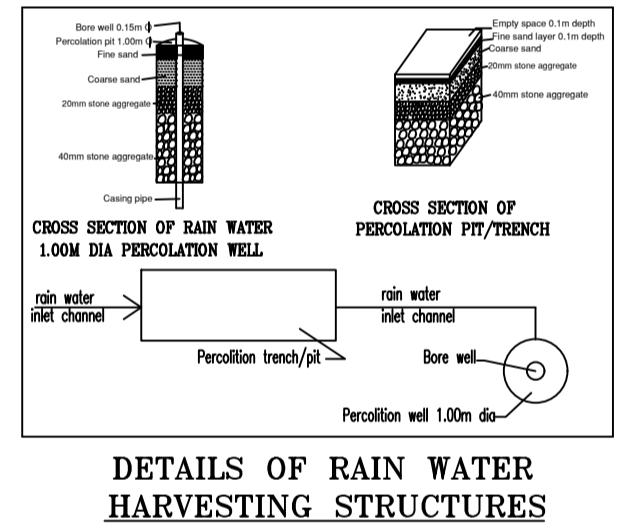 Bore well 0.15m ф
Percolation pit 1.00m ф
Fine sand
Coarse sand
20mm stone aggregate
40mm stone aggregate
Casing pipe
CROSS SECTION OF RAIN WATER
1.00M DIA PERCOLATION WELL
Empty space 0.1m depth
Fine sand layer 0.1m depth
Coarse sand
20mm stone aggregate
40mm stone aggregate
CROSS SECTION OF
PERCOLATION PIT/TRENCH
rain water
inlet channel
Percolition trench/pit
rain water
inlet channel
Bore well
Percolition well 1.00m dia
DETAILS OF RAIN WATER
HARVESTING STRUCTURES